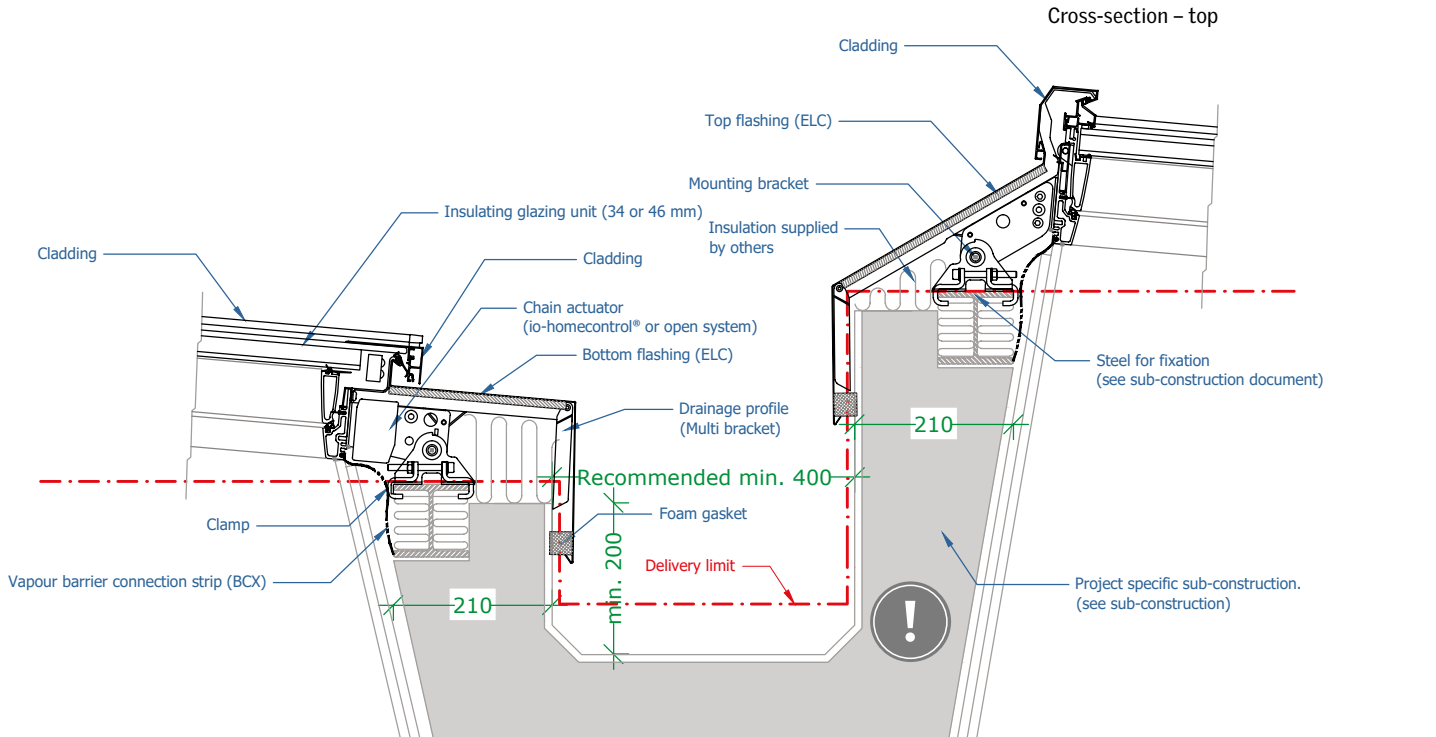 Cross-section – top
Cladding
Top flashing (ELC)
Mounting bracket
Insulating glazing unit (34 or 46 mm)
Insulation supplied
by others
Cladding
Cladding
Chain actuator
(io-homecontrol® or open system)
Bottom flashing (ELC)
Steel for fixation
(see sub-construction document)
Drainage profile
(Multi bracket)
210
Recommended min. 400
Clamp
Foam gasket
min. 200
Delivery limit
Vapour barrier connection strip (BCX)
210
!
Project specific sub-construction.
(see sub-construction)